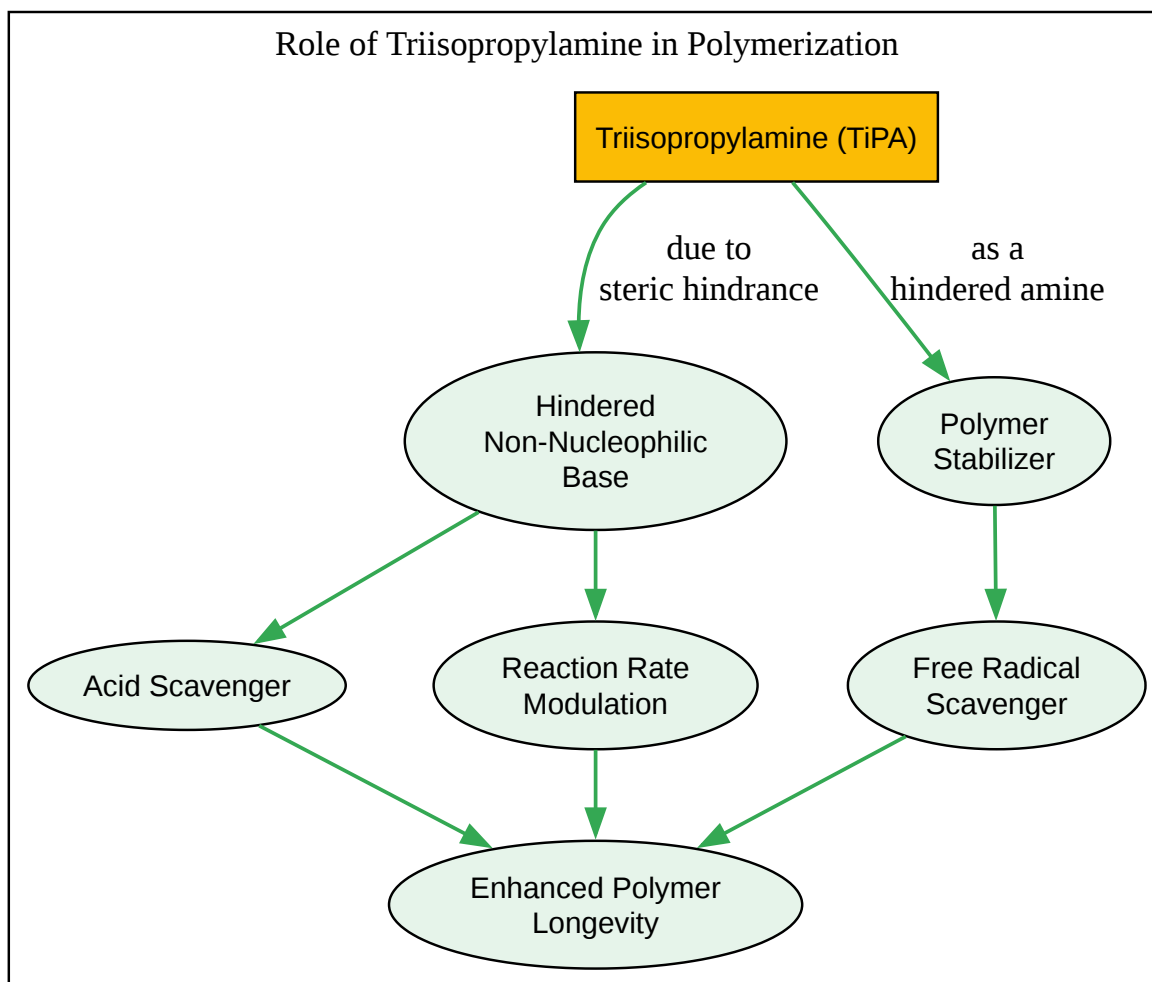 Role of Triisopropylamine in Polymerization
Triisopropylamine (TiPA)
due to
steric hindrance
as a
hindered amine
Hindered
Non-Nucleophilic
Base
Polymer
Stabilizer
Acid Scavenger
Reaction Rate
Modulation
Free Radical
Scavenger
Enhanced Polymer
Longevity